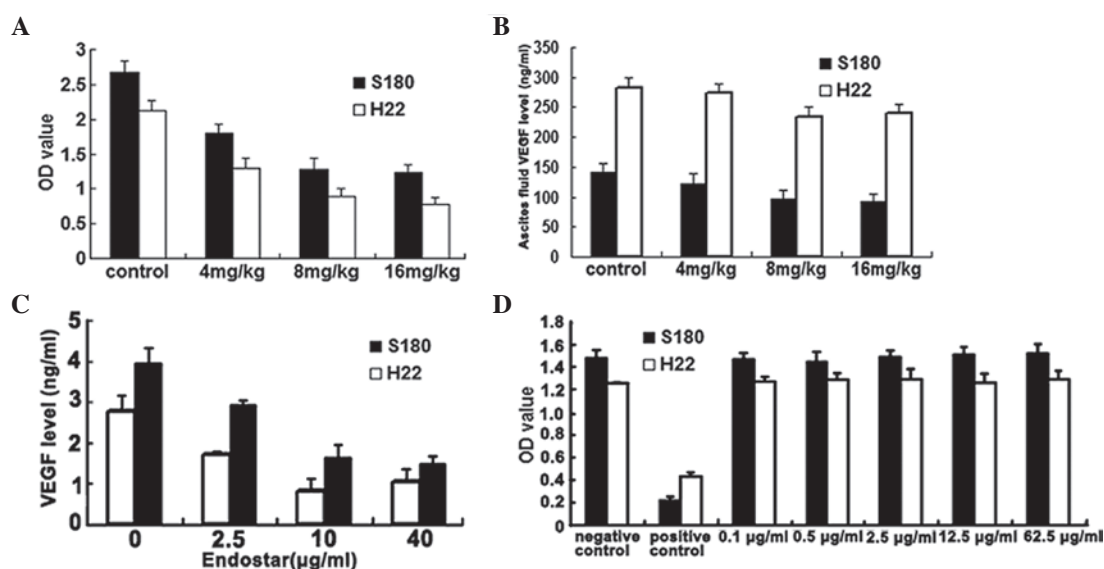 A
OD value
3
2.5
2
1.5
1
0.5
0
S180
H22
control 4mg/kg 8mg/kg 16mg/kg
B
Ascites fluid VEGF level (ng/ml)
350
300
250
200
150
100
50
0
S180
H22
control 4mg/kg 8mg/kg 16mg/kg
C
VEGF level (ng/ml)
5
4
3
2
1
0
S180
H22
0 2.5 10 40
Endostar(μg/ml)
D
OD value
1.8
1.6
1.4
1.2
1.0
0.8
0.6
0.4
0.2
0
S180
H22
negative control positive control 0.1 μg/ml 0.5 μg/ml 2.5 μg/ml 12.5 μg/ml 62.5 μg/ml